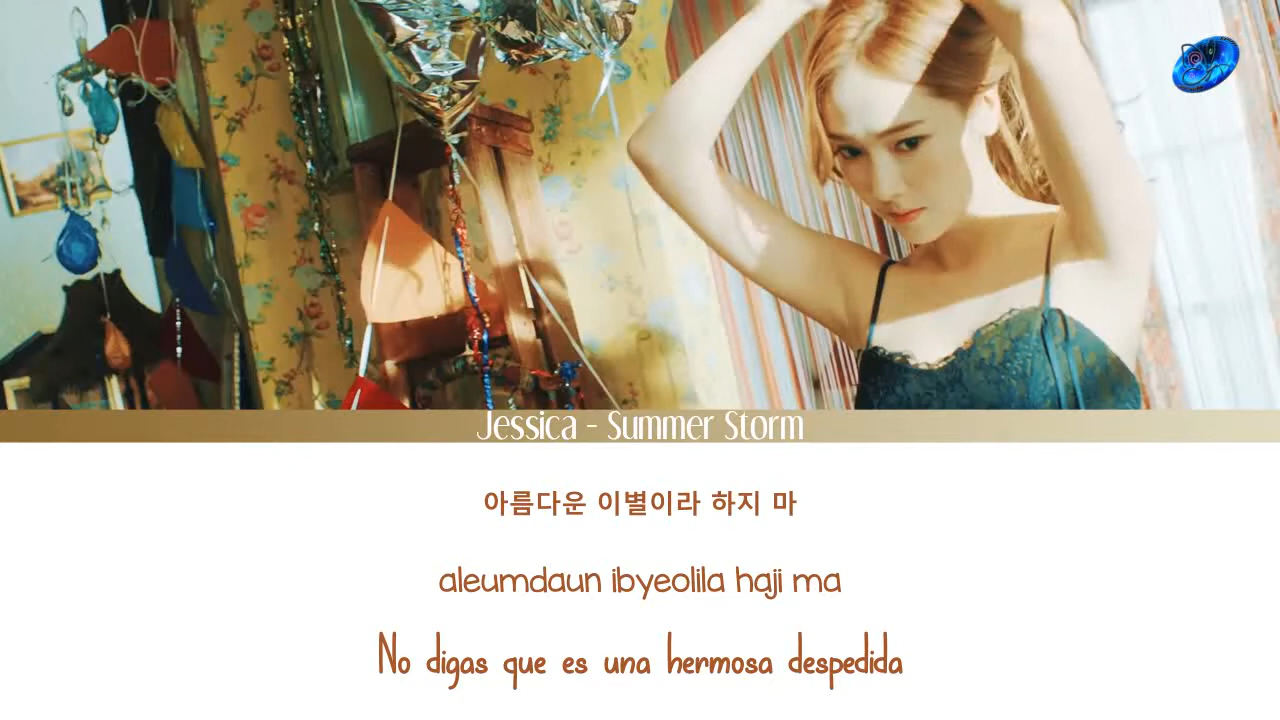 Jessica - Summer Storm
아름다운 이별이라 하지 마
aleumdaun ibyeolila haji ma
No digas que es una hermosa despedida